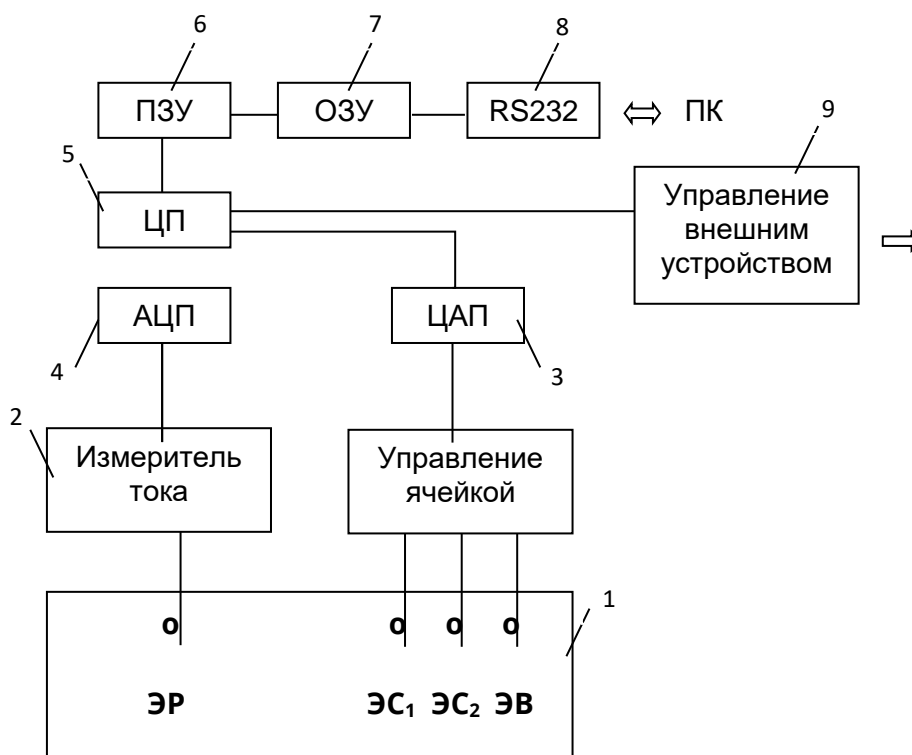 6
7
8
ПЗУ
ОЗУ
RS232
ПК
9
5
ЦП
Управление
внешним
устройством
АЦП
ЦАП
4
3
2
Измеритель
тока
Управление
ячейкой
1
о о о о
ЭР ЭС₁ ЭС₂ ЭВ